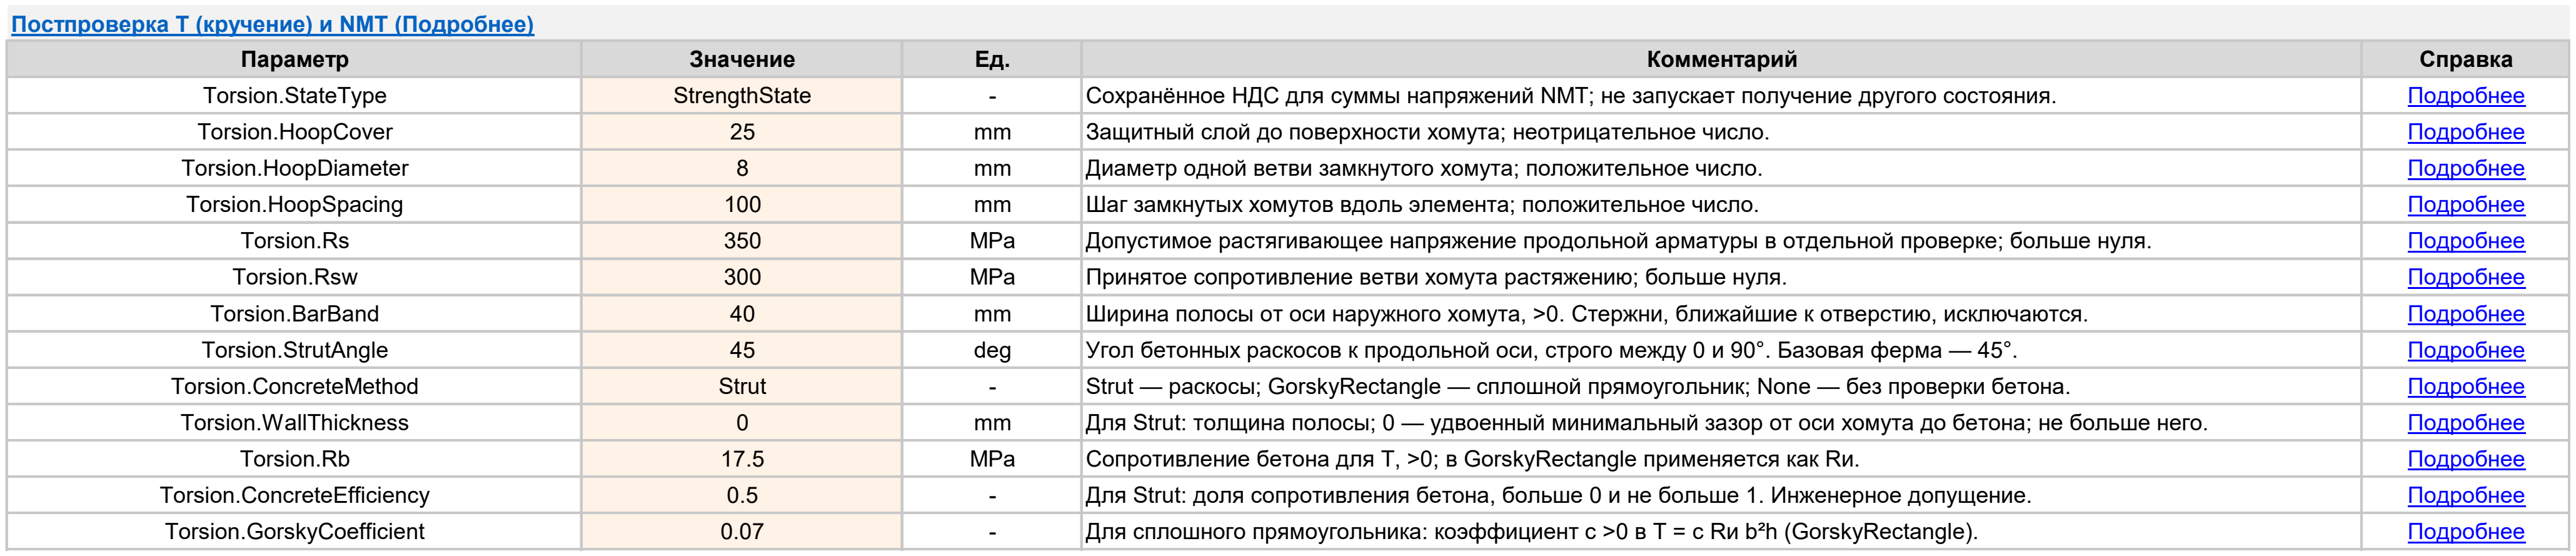 Постпроверка T (кручение) и NMT (Подробнее)
Параметр Значение Ед. Комментарий Справка
Torsion.StateType StrengthState - Сохранённое НДС для суммы напряжений NMT; не запускает получение другого состояния. Подробнее
Torsion.HoopCover 25 mm Защитный слой до поверхности хомута; неотрицательное число. Подробнее
Torsion.HoopDiameter 8 mm Диаметр одной ветви замкнутого хомута; положительное число. Подробнее
Torsion.HoopSpacing 100 mm Шаг замкнутых хомутов вдоль элемента; положительное число. Подробнее
Torsion.Rs 350 MPa Допустимое растягивающее напряжение продольной арматуры в отдельной проверке; больше нуля. Подробнее
Torsion.Rsw 300 MPa Принятое сопротивление ветви хомута растяжению; больше нуля. Подробнее
Torsion.BarBand 40 mm Ширина полосы от оси наружного хомута, >0. Стержни, ближайшие к отверстию, исключаются. Подробнее
Torsion.StrutAngle 45 deg Угол бетонных раскосов к продольной оси, строго между 0 и 90°. Базовая ферма — 45°. Подробнее
Torsion.ConcreteMethod Strut - Strut — раскосы; GorskyRectangle — сплошной прямоугольник; None — без проверки бетона. Подробнее
Torsion.WallThickness 0 mm Для Strut: толщина полосы; 0 — удвоенный минимальный зазор от оси хомута до бетона; не больше него. Подробнее
Torsion.Rb 17.5 MPa Сопротивление бетона для T, >0; в GorskyRectangle применяется как Rи. Подробнее
Torsion.ConcreteEfficiency 0.5 - Для Strut: доля сопротивления бетона, больше 0 и не больше 1. Инженерное допущение. Подробнее
Torsion.GorskyCoefficient 0.07 - Для сплошного прямоугольника: коэффициент c >0 в T = c Rи b²h (GorskyRectangle). Подробнее